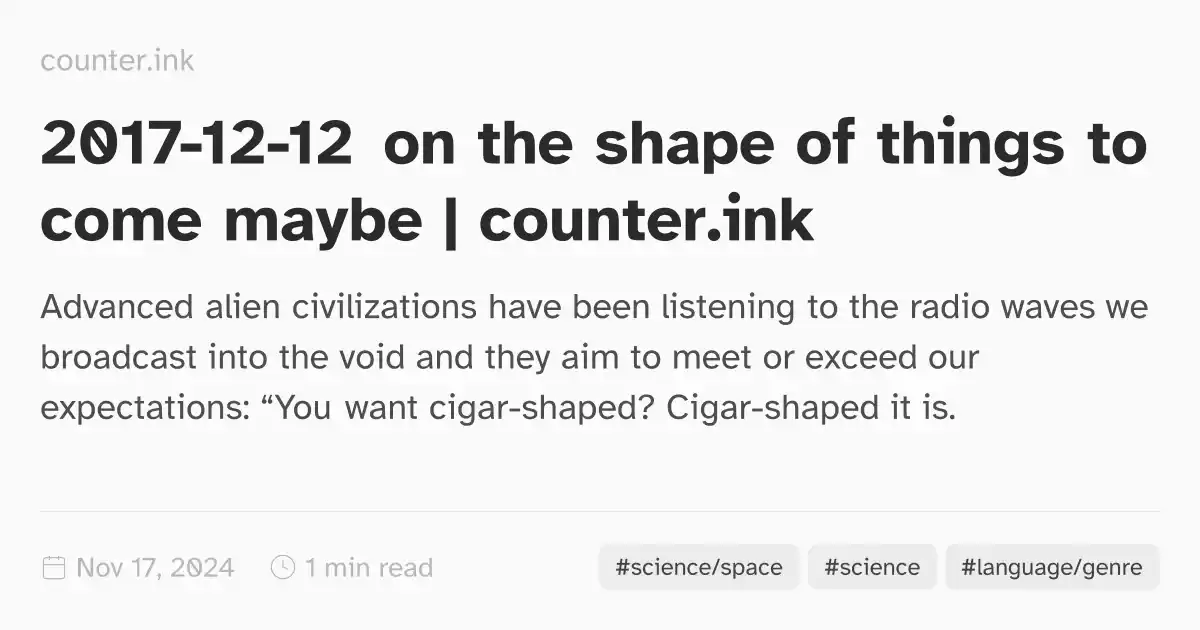 counter.ink
2017-12-12 on the shape of things to
come maybe | counter.ink
Advanced alien civilizations have been listening to the radio waves we
broadcast into the void and they aim to meet or exceed our
expectations: “You want cigar-shaped? Cigar-shaped it is.
Nov 17, 2024 1 min read #science/space #science #language/genre